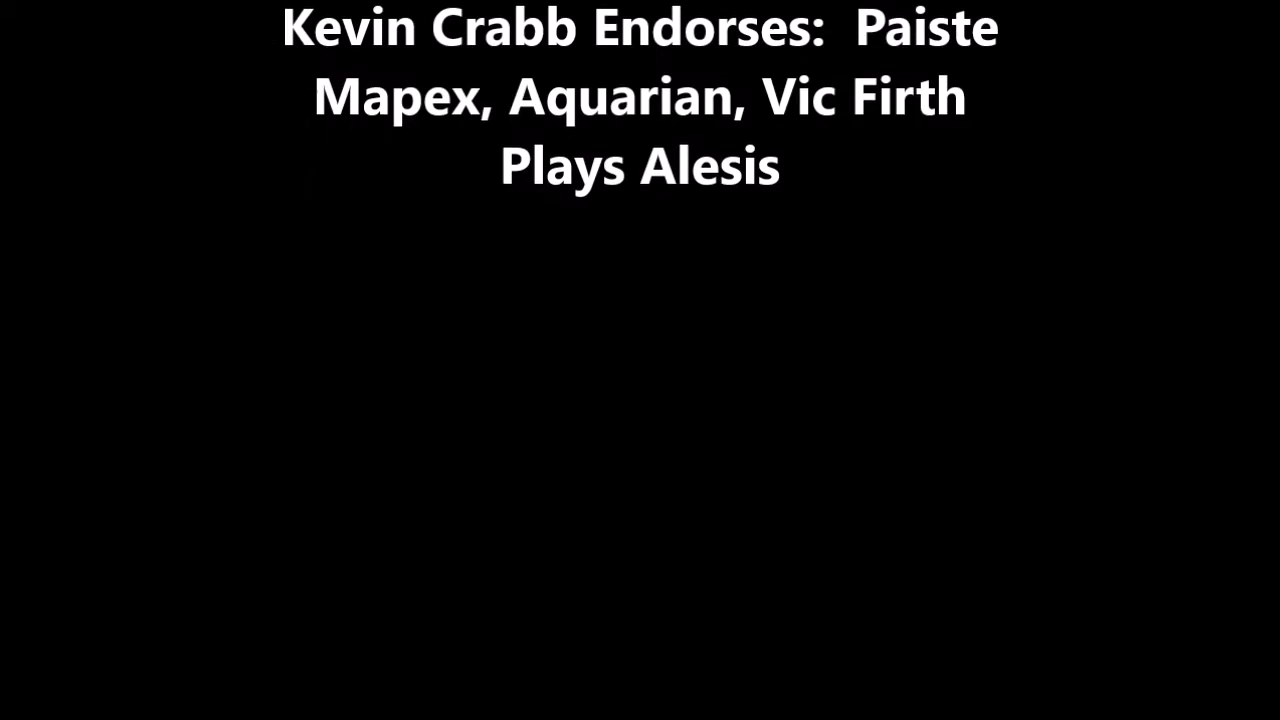 Kevin Crabb Endorses:  Paiste
Mapex, Aquarian, Vic Firth
Plays Alesis